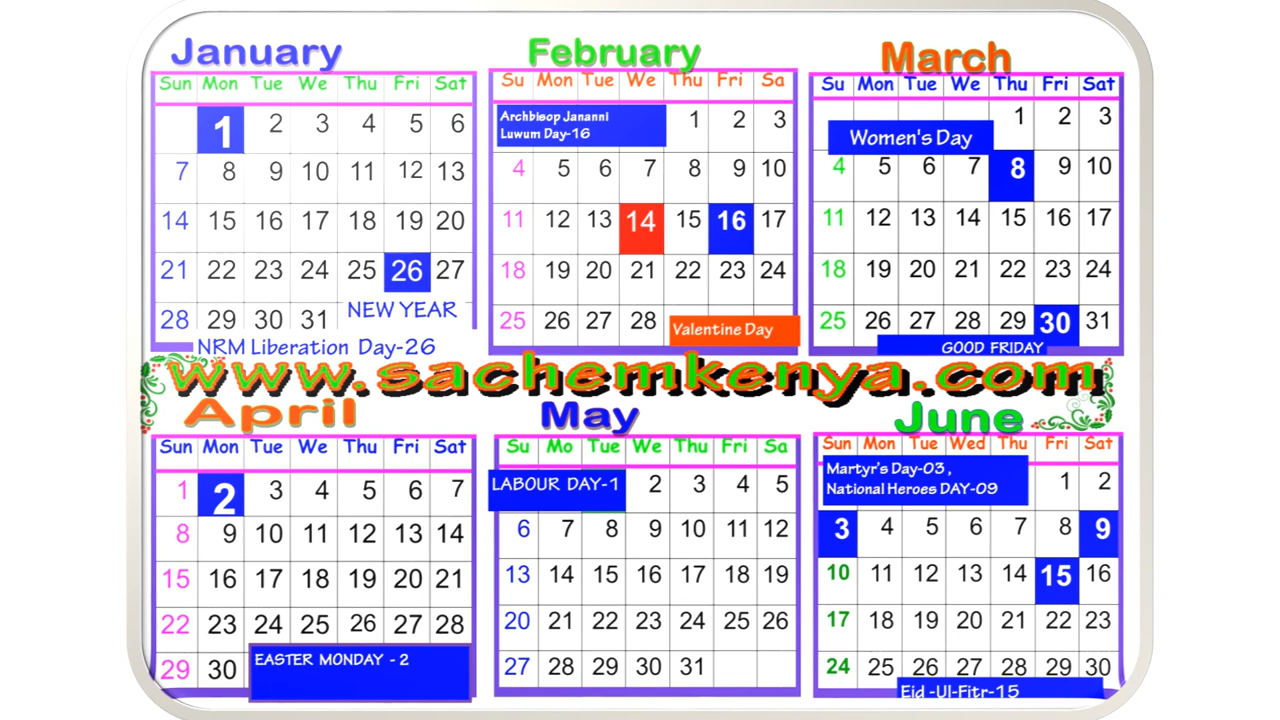 January February March
Sun Mon Tue We Thu Fri Sat
1 2 3 4 5 6
7 8 9 10 11 12 13
14 15 16 17 18 19 20
21 22 23 24 25 26 27
NEW YEAR
28 29 30 31
NRM Liberation Day-26
Su Mon Tue We Thu Fri Sa
Archbisop Jananni
Luwum Day-16
1 2 3
4 5 6 7 8 9 10
11 12 13 14 15 16 17
18 19 20 21 22 23 24
25 26 27 28
Valentine Day
Su Mon Tue We Thu Fri Sat
1 2 3
Women's Day
4 5 6 7 8 9 10
11 12 13 14 15 16 17
18 19 20 21 22 23 24
25 26 27 28 29 30 31
GOOD FRIDAY
www.sachemkenya.com
April May June
Sun Mon Tue We Thu Fri Sat
1 2 3 4 5 6 7
8 9 10 11 12 13 14
15 16 17 18 19 20 21
22 23 24 25 26 27 28
29 30
EASTER MONDAY - 2
Su Mo Tue We Thu Fri Sa
LABOUR DAY-1 2 3 4 5
6 7 8 9 10 11 12
13 14 15 16 17 18 19
20 21 22 23 24 25 26
27 28 29 30 31
Sun Mon Tue Wed Thu Fri Sat
Martyr's Day-03 ,
National Heroes DAY-09
1 2
3 4 5 6 7 8 9
10 11 12 13 14 15 16
17 18 19 20 21 22 23
24 25 26 27 28 29 30
Eid -Ul-Fitr-15